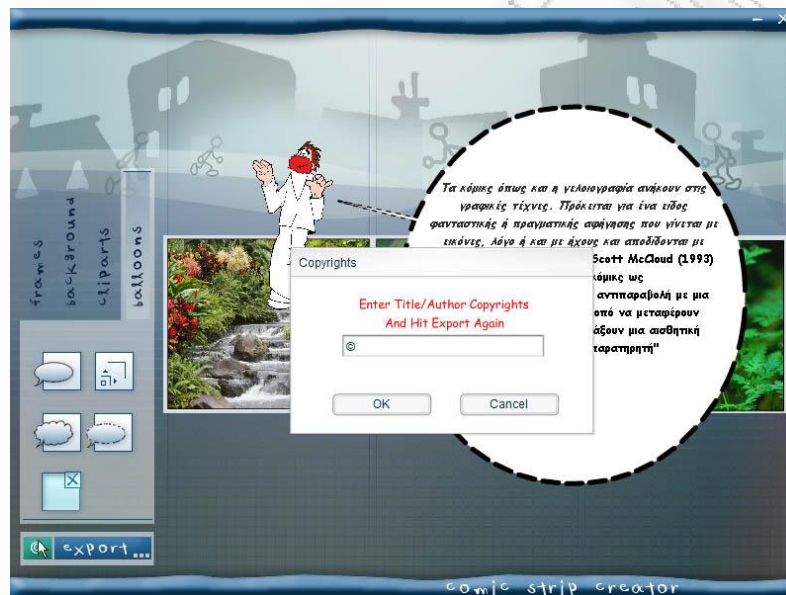 Τα κόμικς όπως και η γελοιογραφία ανήκουν στις
γραφικές τέχνες. Πρόκειται για ένα είδος
φανταστικής ή πραγματικής αφήγησης που γίνεται με
εικόνες, λόγο ή και με ήχους και αποδίδονται με
Scott McCloud (1993)
κόμικς ως
αντιπαραβολή με μια
οπό να μεταφέρουν
άξουν μια αισθητική
παρατηρητή"
Copyrights
Enter Title/Author Copyrights
And Hit Export Again
©
OK
Cancel
frames
background
cliparts
balloons
export...
comic strip creator